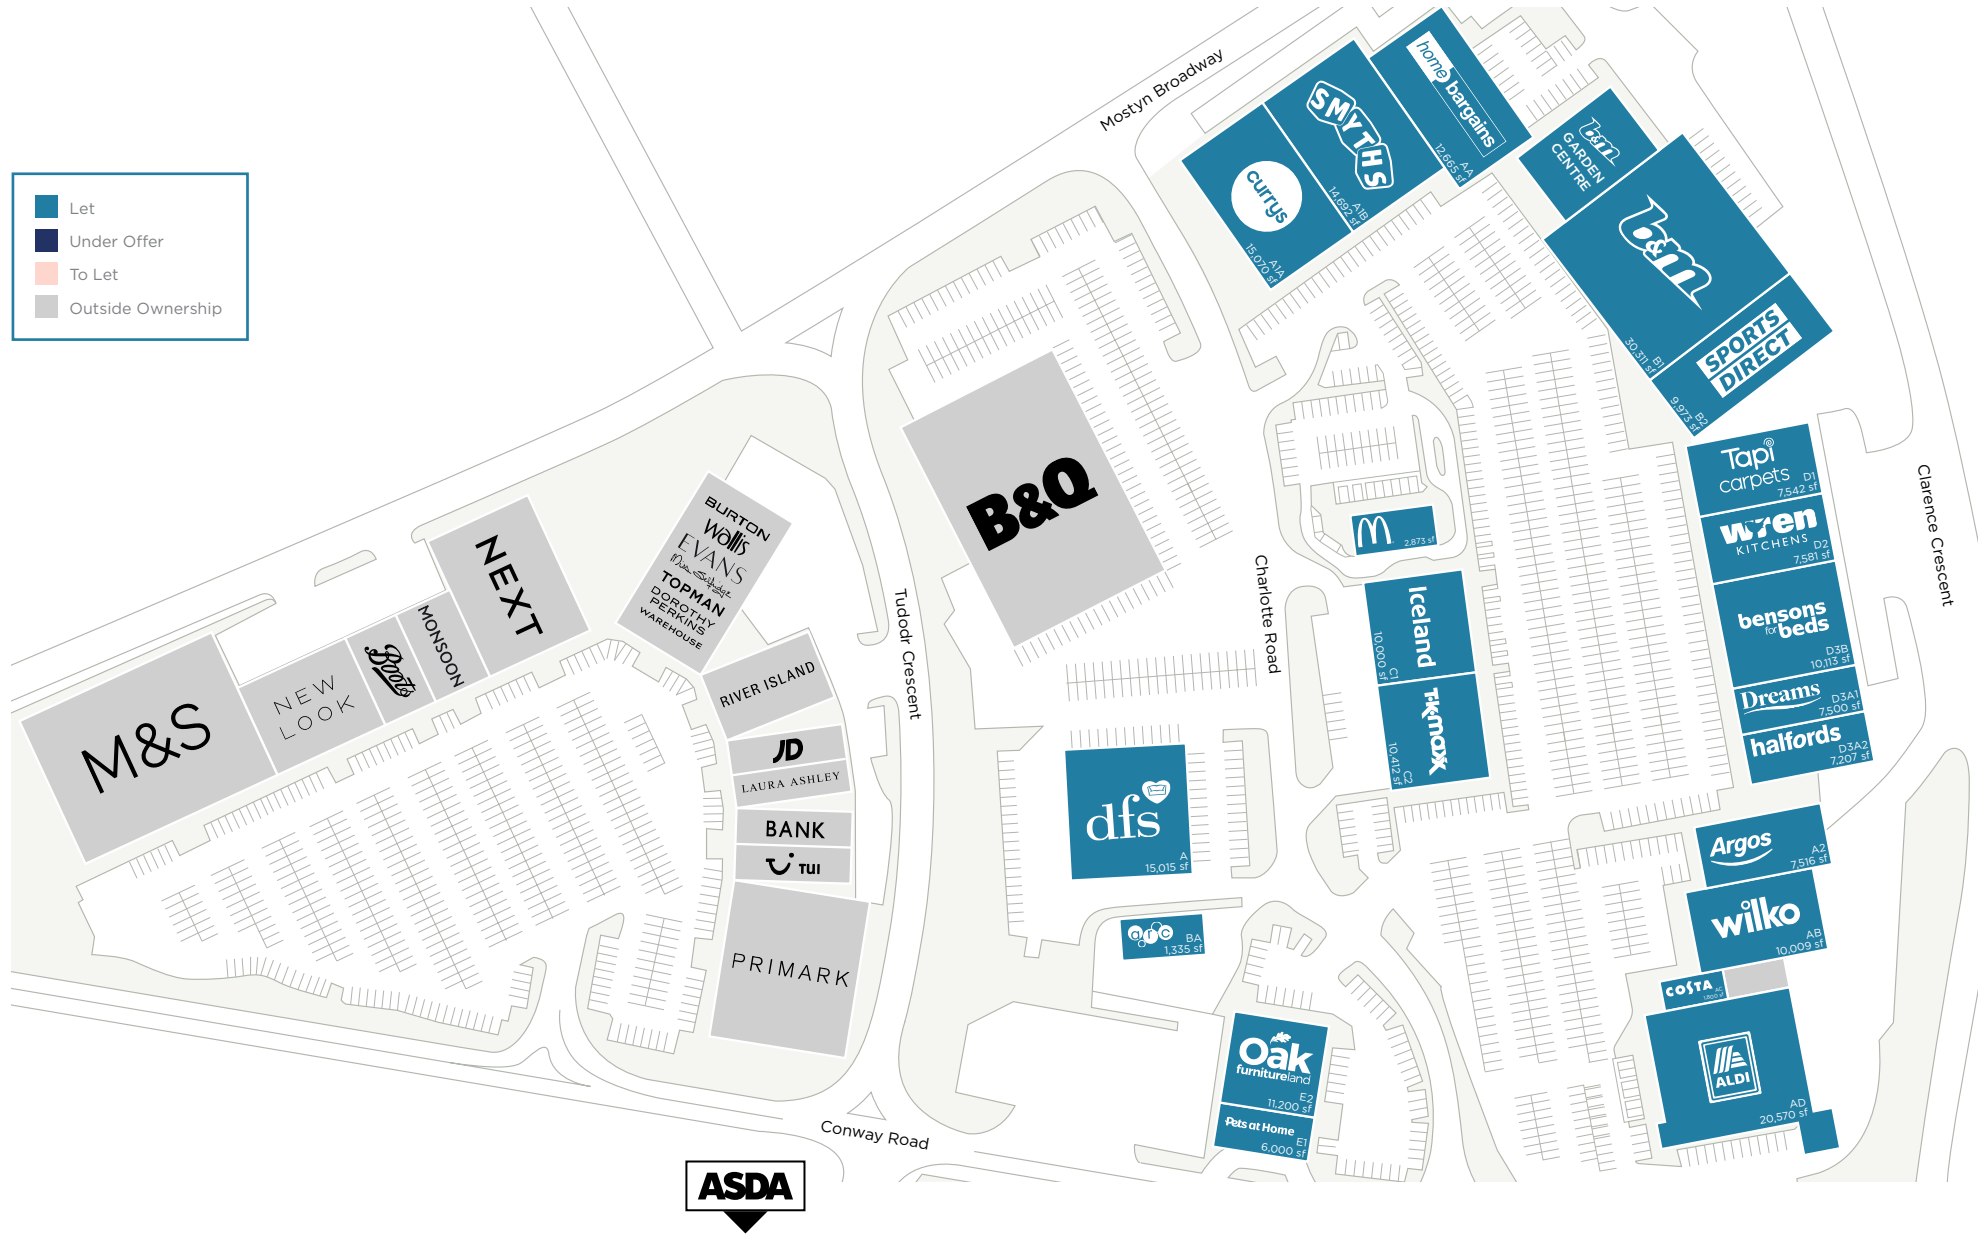 Let
Under Offer
To Let
Outside Ownership
Mostyn Broadway
home
bargains
AA
12,665 sf
SMYTHS
A1B
14,692 sf
currys
A1A
15,070 sf
b&m
GARDEN
CENTRE
b&m
B1
30,311 sf
SPORTS
DIRECT
B2
9,973 sf
Tapi
carpets
D1
7,542 sf
wren
KITCHENS
D2
7,581 sf
bensons
for beds
D3B
10,113 sf
Dreams
D3A1
7,500 sf
halfords
D3A2
7,207 sf
Clarence Crescent
Argos
A2
7,516 sf
wilko
AB
10,009 sf
COSTA
AC
ALDI
AD
20,570 sf
2,873 sf
Iceland
C1
10,000 sf
TK maxx
C2
10,412 sf
Charlotte Road
B&Q
Tudodr Crescent
dfs
A
15,015 sf
arc
BA
1,335 sf
Oak
furnitureland
E2
11,200 sf
Pets at Home
E1
6,000 sf
BURTON
Wallis
EVANS
Miss Selfridge
TOPMAN
DOROTHY
PERKINS
WAREHOUSE
NEXT
MONSOON
Boots
NEW
LOOK
M&S
RIVER ISLAND
JD
LAURA ASHLEY
BANK
TUI
PRIMARK
Conway Road
ASDA